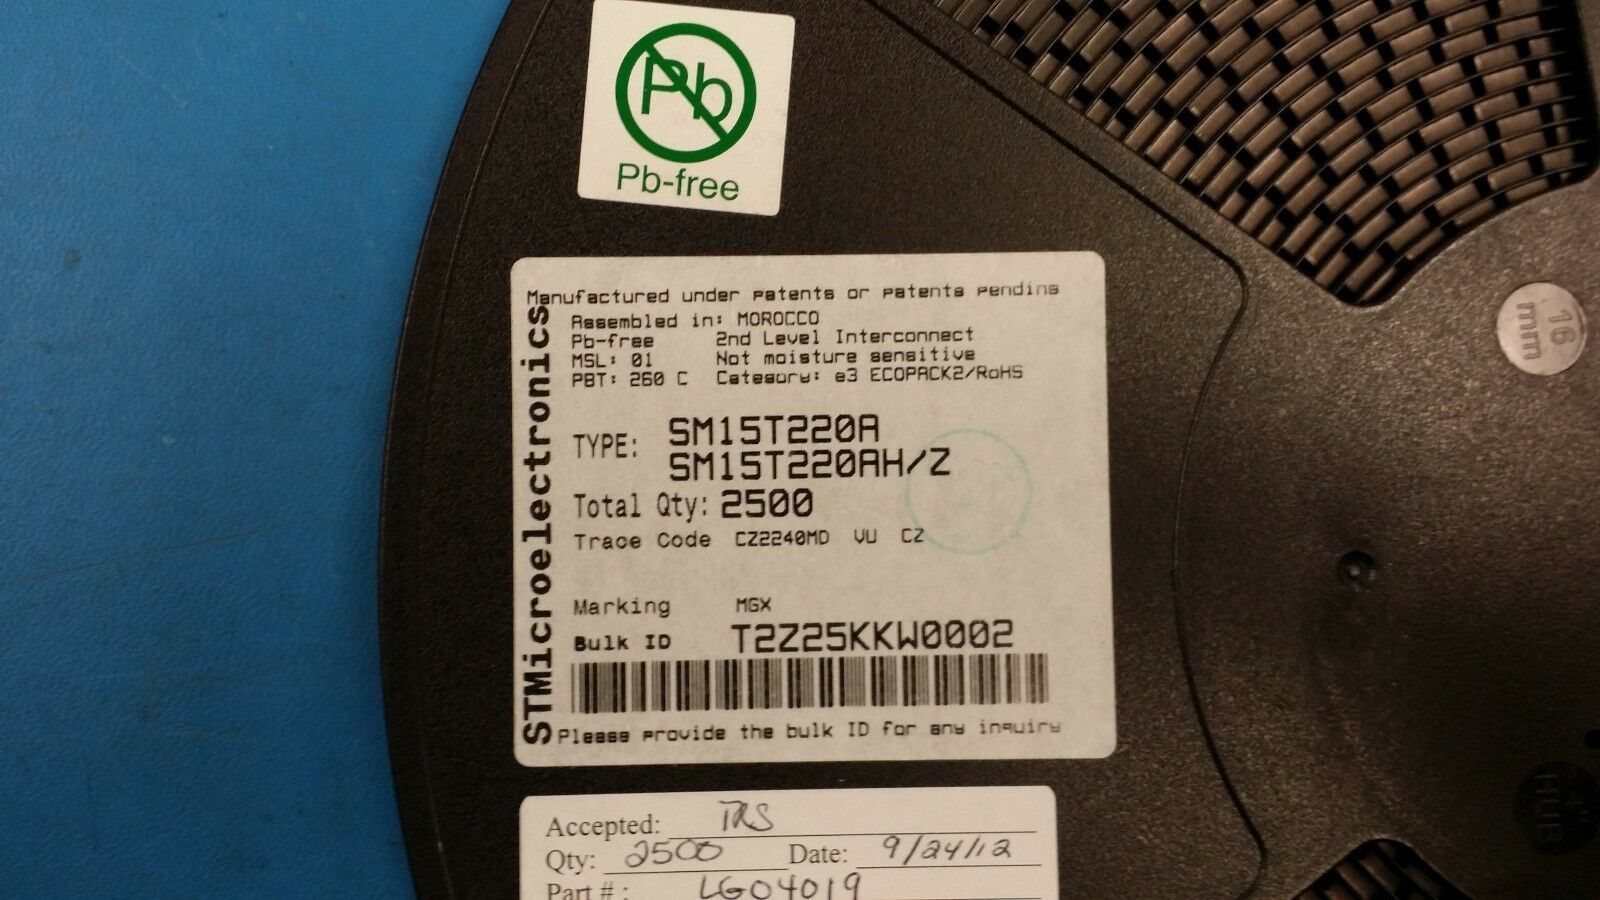 Pb
Pb-free
Manufactured under patents or patents pending
Assembled in: MOROCCO
Pb-free 2nd Level Interconnect
MSL: 01 Not moisture sensitive
PBT: 260 C Category: e3 ECOPACK2/RoHS
STMicroelectronics
TYPE: SM15T220A
SM15T220AH/Z
Total Qty: 2500
Trace Code CZ2240MD VU CZ
Marking MGX
Bulk ID T2Z25KKW0002
Please provide the bulk ID for any inquiry
16
mm
HUB
Accepted: TRS
Qty: 2500 Date: 9/24/12
Part # : LG04019